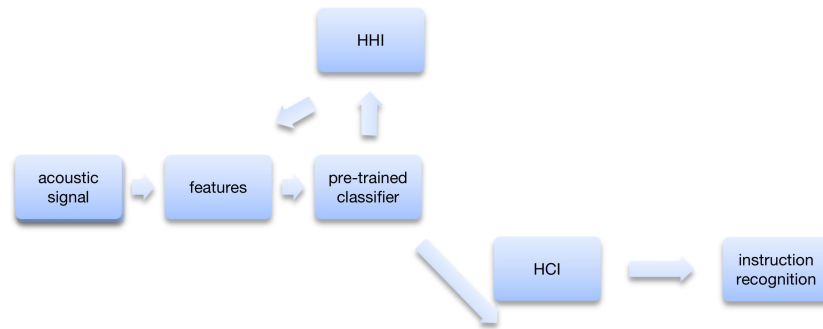 HHI
acoustic
signal
features
pre-trained
classifier
HCI
instruction
recognition